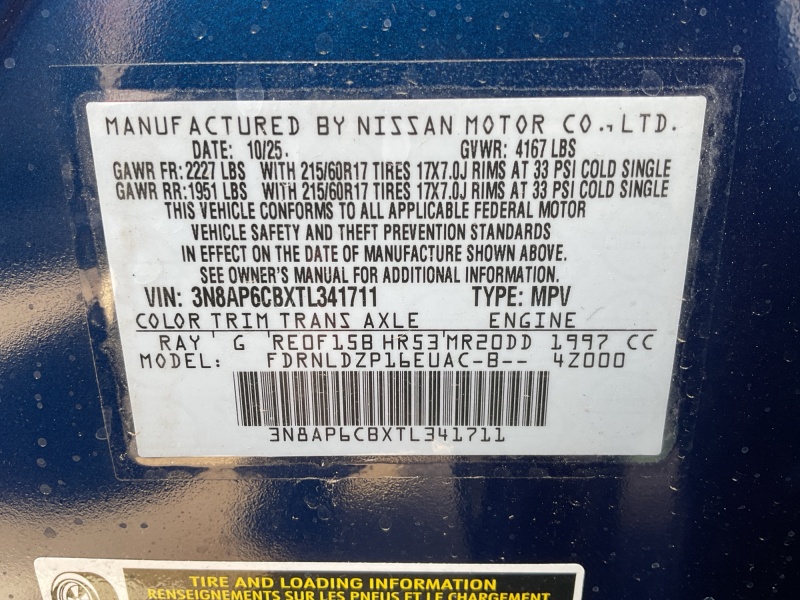 MANUFACTURED BY NISSAN MOTOR CO., LTD.
DATE: 10/25. GVWR: 4167 LBS
GAWR FR: 2227 LBS WITH 215/60R17 TIRES 17X7.0J RIMS AT 33 PSI COLD SINGLE
GAWR RR: 1951 LBS WITH 215/60R17 TIRES 17X7.0J RIMS AT 33 PSI COLD SINGLE
THIS VEHICLE CONFORMS TO ALL APPLICABLE FEDERAL MOTOR
VEHICLE SAFETY AND THEFT PREVENTION STANDARDS
IN EFFECT ON THE DATE OF MANUFACTURE SHOWN ABOVE.
SEE OWNER'S MANUAL FOR ADDITIONAL INFORMATION.
VIN: 3N8AP6CBXTL341711 TYPE: MPV
COLOR TRIM TRANS AXLE ENGINE
RAY G RE0F15B HR53 MR20DD 1997 CC
MODEL: FDRNLDZP16EUAC-B-- 4Z000
3N8AP6CBXTL341711
TIRE AND LOADING INFORMATION
RENSEIGNEMENTS SUR LES PNEUS ET LE CHARGEMENT